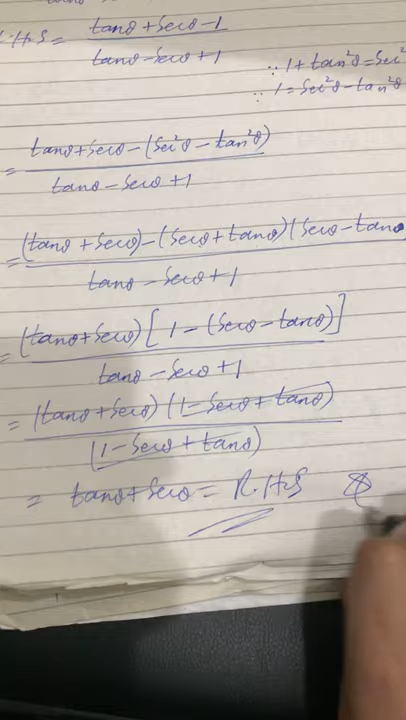 L.H.S = (tanθ + secθ - 1) / (tanθ - secθ + 1)
∵ 1 + tan²θ = sec²
∵ 1 = sec²θ - tan²θ
= (tanθ + secθ - (sec²θ - tan²θ)) / (tanθ - secθ + 1)
= ((tanθ + secθ) - (secθ + tanθ)(secθ - tanθ / (tanθ - secθ + 1)
= (tanθ + secθ)[1 - (secθ - tanθ)] / (tanθ - secθ + 1)
= (tanθ + secθ)(1 - secθ + tanθ) / (1 - secθ + tanθ)
= tanθ + secθ = R.H.S